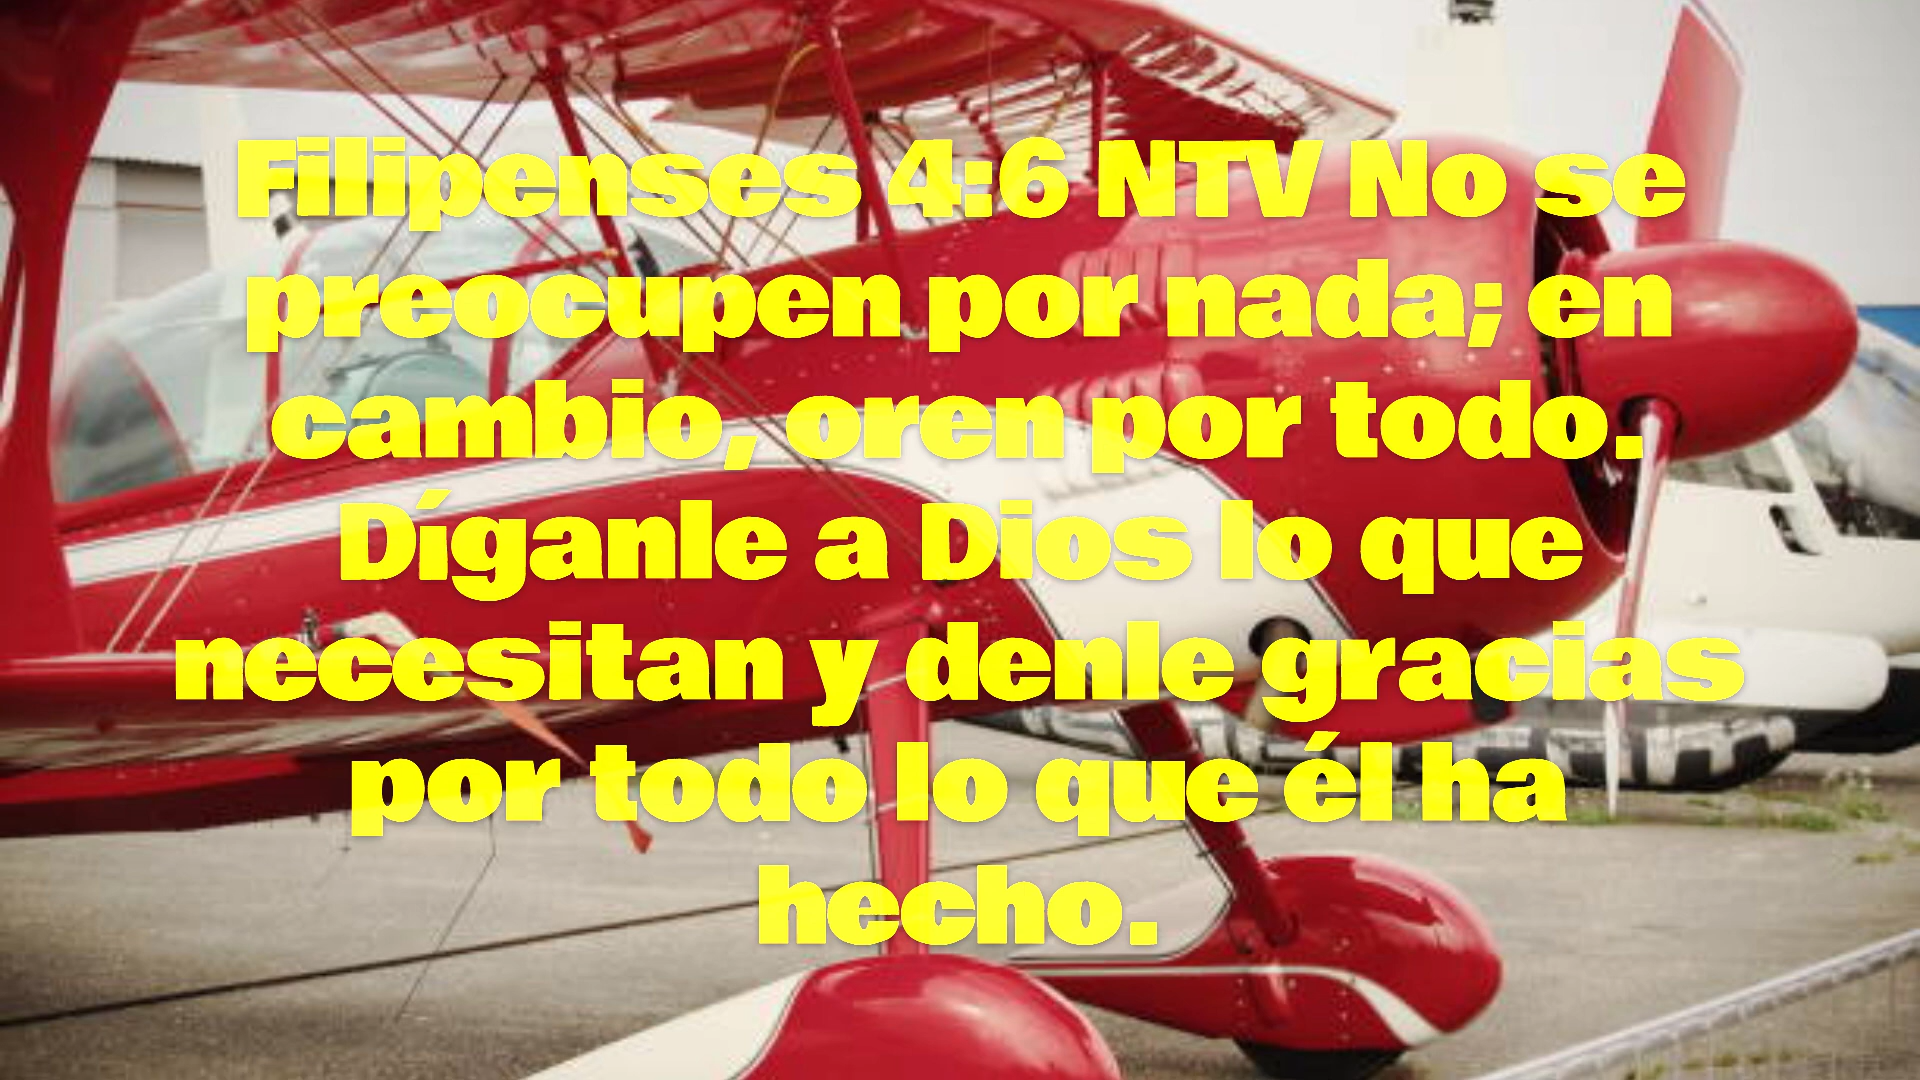 Filipenses 4:6 NTV No se
preocupen por nada; en
cambio, oren por todo.
Díganle a Dios lo que
necesitan y denle gracias
por todo lo que él ha
hecho.